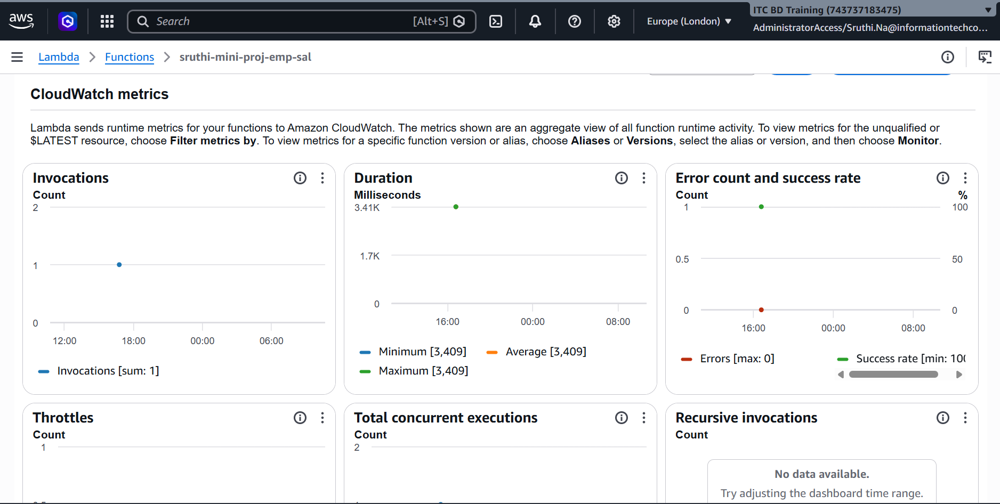 aws
Search
[Alt+S]
Europe (London)
ITC BD Training (743737183475)
AdministratorAccess/Sruthi.Na@informationtechco...
Lambda
Functions
sruthi-mini-proj-emp-sal
CloudWatch metrics
Lambda sends runtime metrics for your functions to Amazon CloudWatch. The metrics shown are an aggregate view of all function runtime activity. To view metrics for the unqualified or
$LATEST resource, choose Filter metrics by. To view metrics for a specific function version or alias, choose Aliases or Versions, select the alias or version, and then choose Monitor.
Invocations
Count
2
1
0
12:00 18:00 00:00 06:00
Invocations [sum: 1]
Duration
Milliseconds
3.41K
1.7K
0
16:00 00:00 08:00
Minimum [3,409] Average [3,409]
Maximum [3,409]
Error count and success rate
Count %
1 100
0.5 50
0 0
16:00 00:00 08:00
Errors [max: 0] Success rate [min: 100
Throttles
Count
1
Total concurrent executions
Count
2
Recursive invocations
Count
No data available.
Try adjusting the dashboard time range.